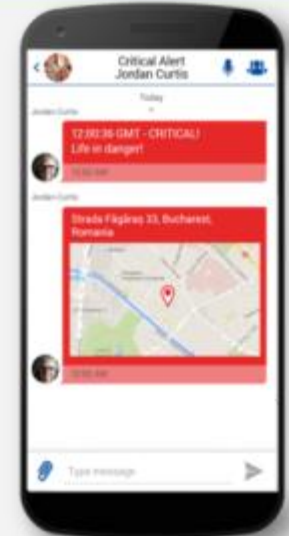 Critical Alert
Jordan Curtis
Today
Jordan Curtis
12:00:36 GMT - CRITICAL!
Life in danger!
Jordan Curtis
Strada Făgăraș 33, Bucharest,
Romania
Type message